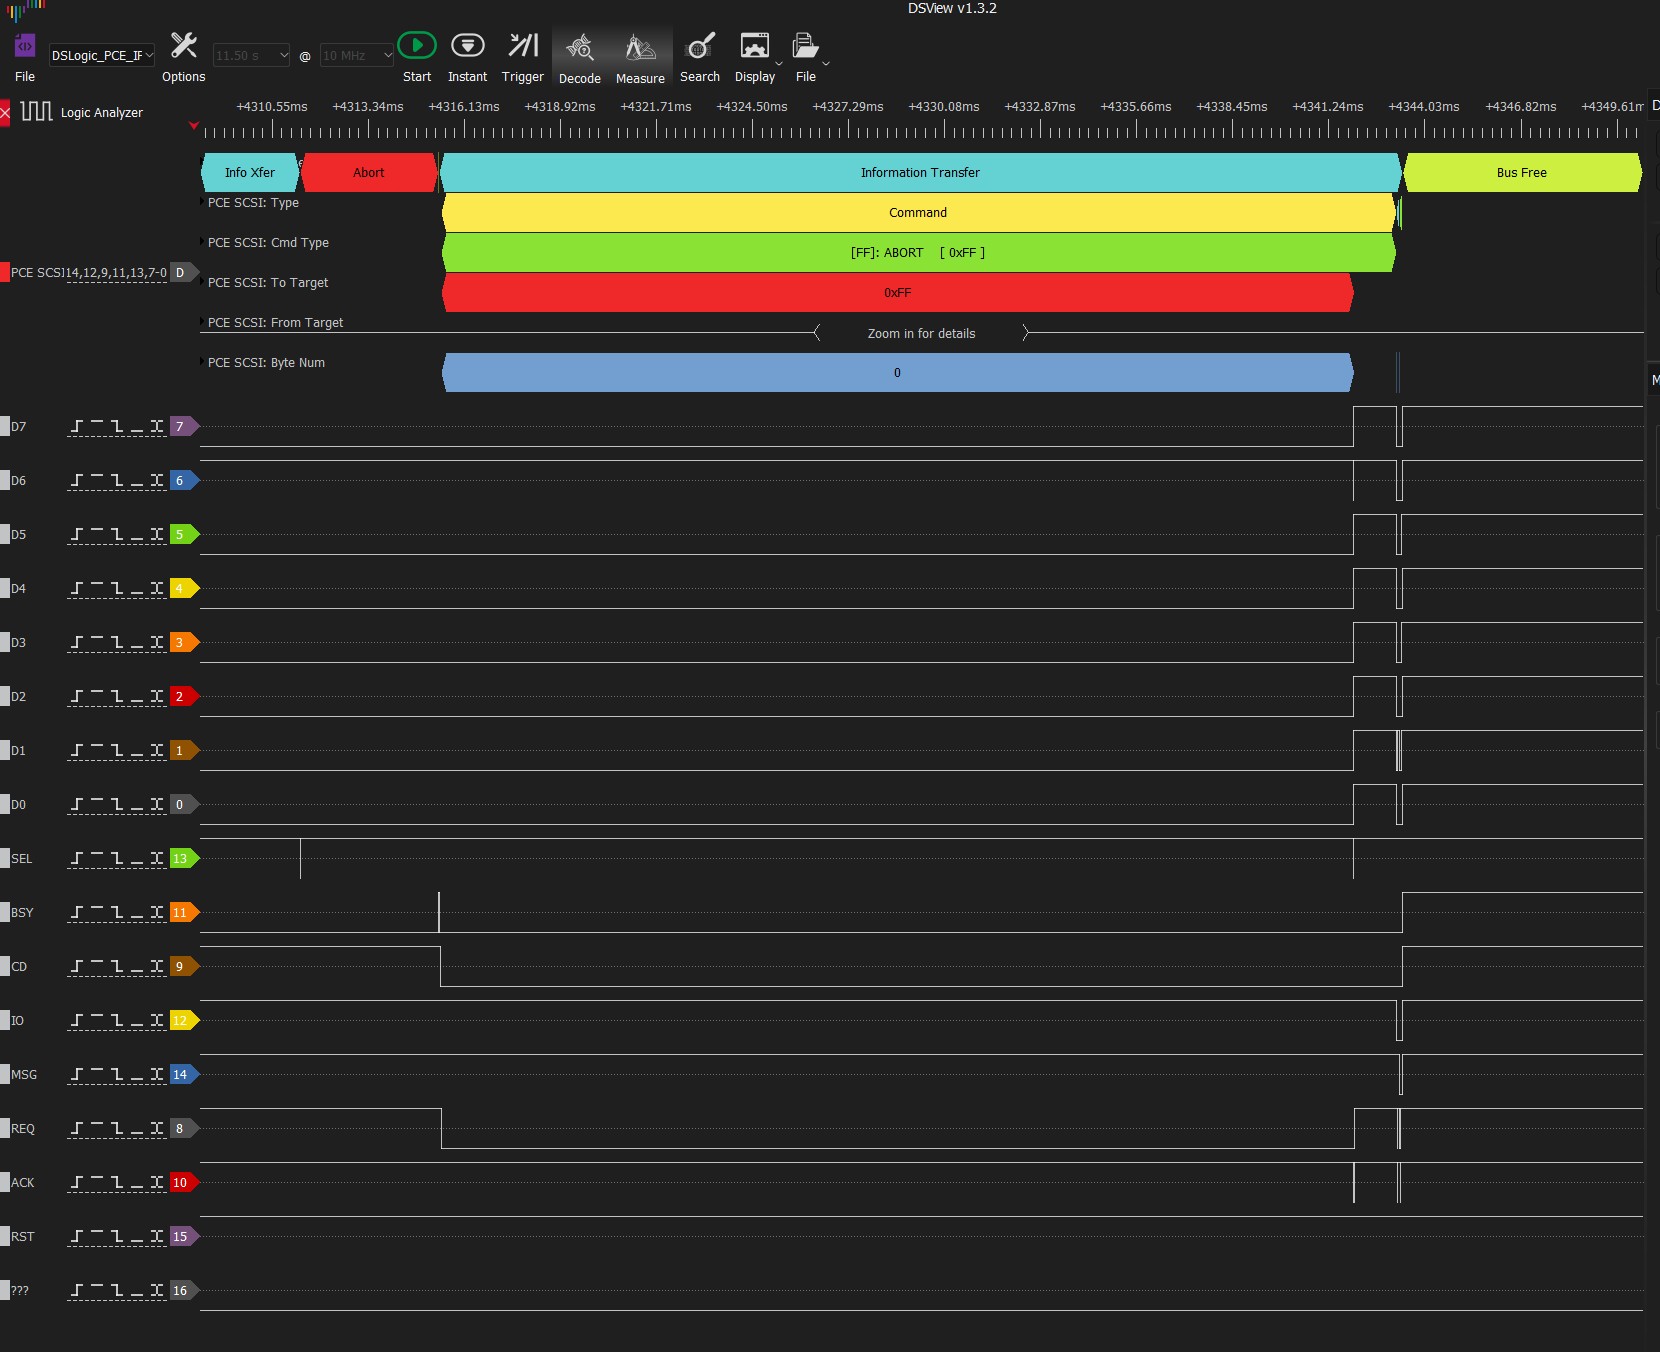 DSView v1.3.2
File
DSLogic_PCE_IF
Options
11.50 s
@
10 MHz
Start
Instant
Trigger
Decode
Measure
Search
Display
File
Logic Analyzer
+4310.55ms +4313.34ms +4316.13ms +4318.92ms +4321.71ms +4324.50ms +4327.29ms +4330.08ms +4332.87ms +4335.66ms +4338.45ms +4341.24ms +4344.03ms +4346.82ms +4349.61m
D
Info Xfer
Abort
Information Transfer
Bus Free
PCE SCSI: Type
Command
PCE SCSI: Cmd Type
[FF]: ABORT [ 0xFF ]
PCE SCSI14,12,9,11,13,7-0 D
PCE SCSI: To Target
0xFF
PCE SCSI: From Target
Zoom in for details
PCE SCSI: Byte Num
0
M
D7 7
D6 6
D5 5
D4 4
D3 3
D2 2
D1 1
D0 0
SEL 13
BSY 11
CD 9
IO 12
MSG 14
REQ 8
ACK 10
RST 15
??? 16